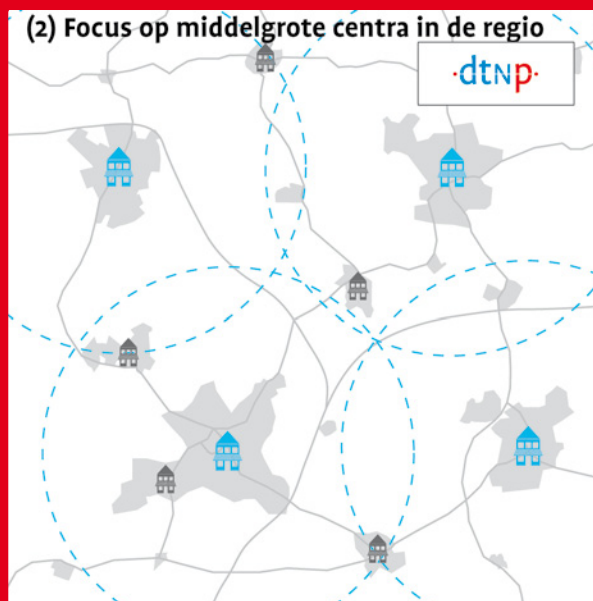 (2) Focus op middelgrote centra in de regio
·dtNp·